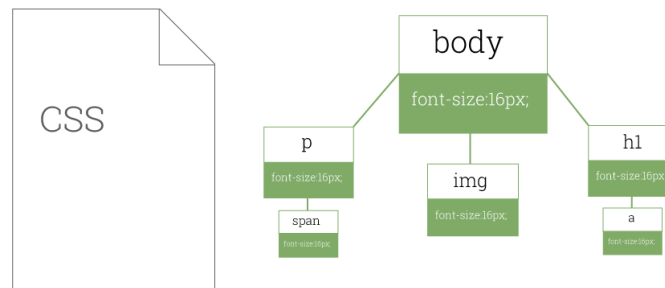 CSS
body
font-size:16px;
p
font-size:16px;
img
font-size:16px;
h1
font-size:16px
span
font-size:16px;
a
font-size:16px;